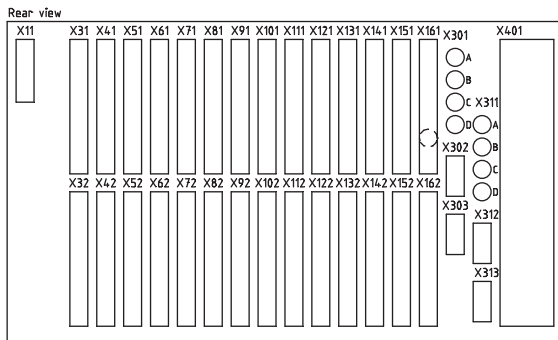 Rear view
X11 X31 X41 X51 X61 X71 X81 X91 X101 X111 X121 X131 X141 X151 X161 X301 X401
A
B
C X311
D A
B
X302
C
D
X32 X42 X52 X62 X72 X82 X92 X102 X112 X122 X132 X142 X152 X162
X303
X312
X313